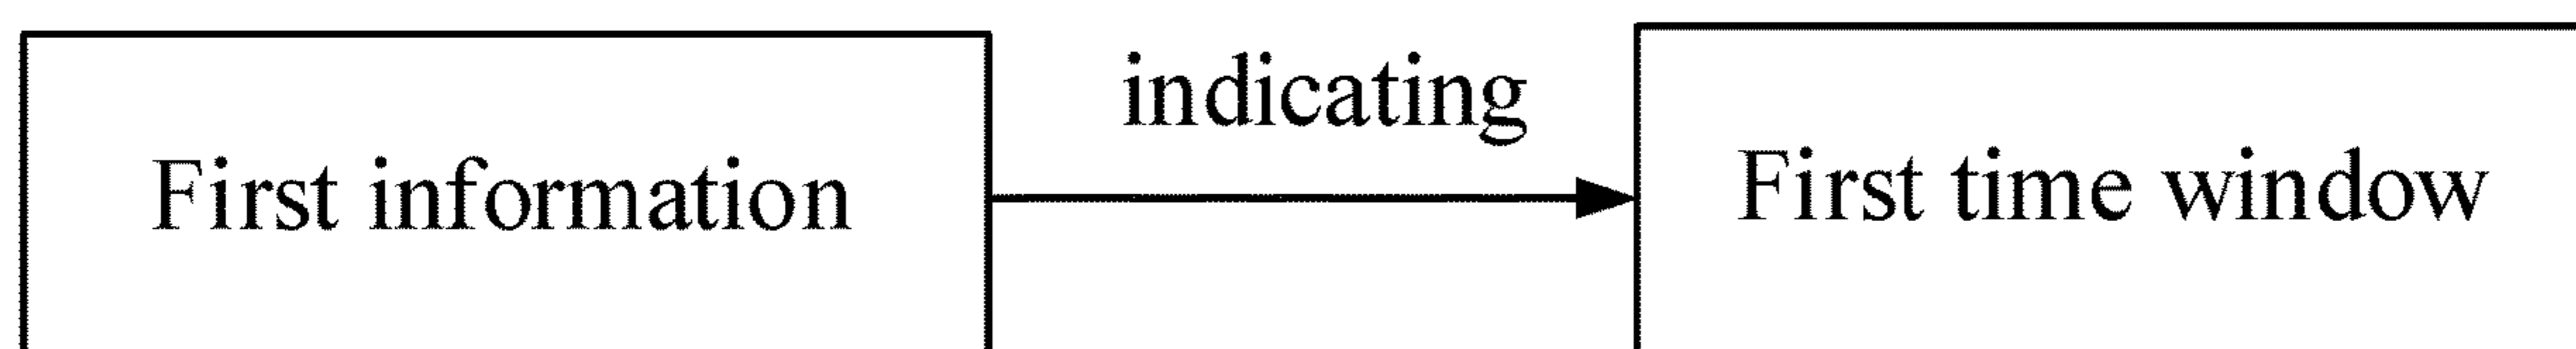 First information
indicating
First time window